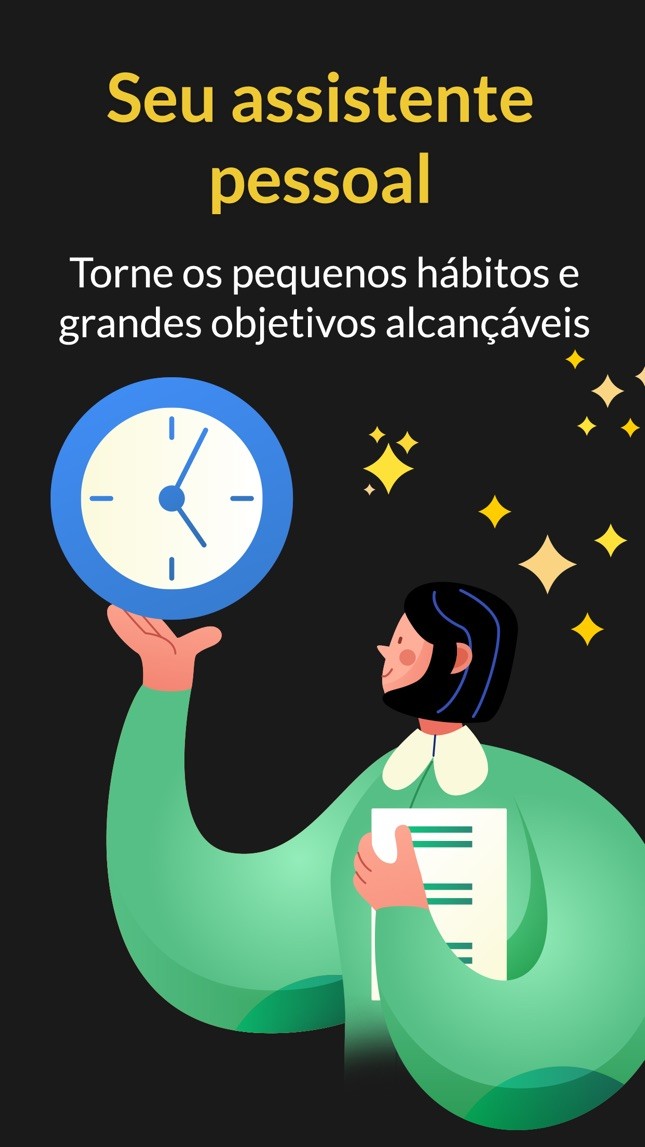 Seu assistente
pessoal
Torne os pequenos hábitos e
grandes objetivos alcançáveis